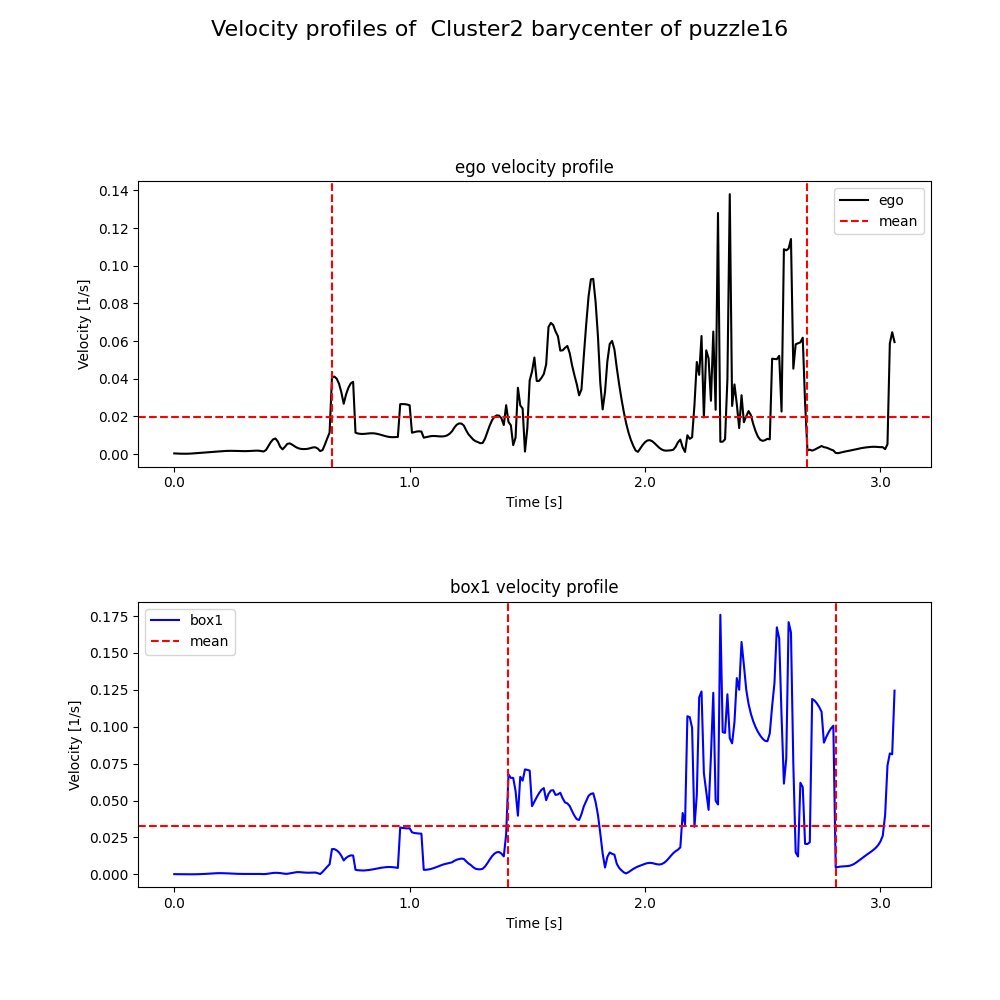 Velocity profiles of  Cluster2 barycenter of puzzle16
ego velocity profile
0.14
0.12
0.10
0.08
0.06
0.04
0.02
0.00
Velocity [1/s]
ego
mean
0.0 1.0 2.0 3.0
Time [s]
box1 velocity profile
0.175
0.150
0.125
0.100
0.075
0.050
0.025
0.000
Velocity [1/s]
box1
mean
0.0 1.0 2.0 3.0
Time [s]